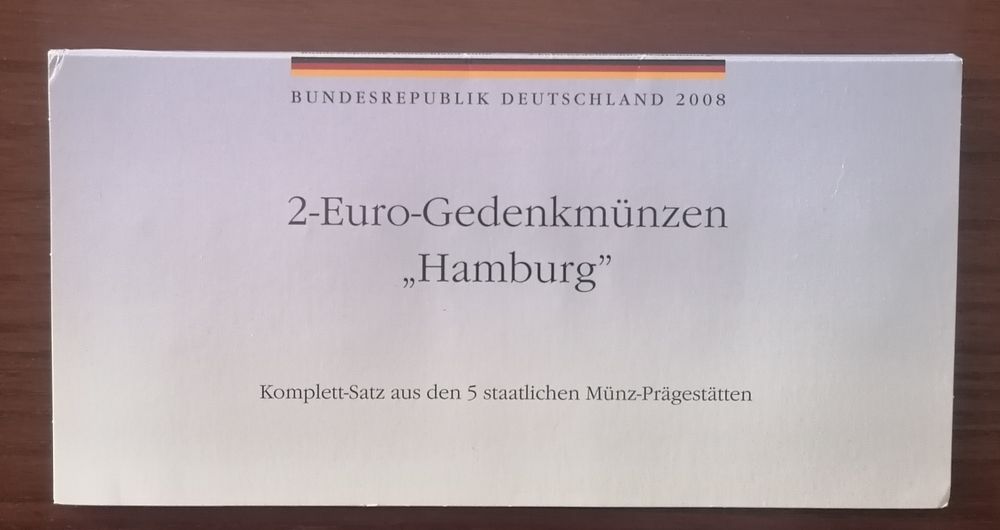 BUNDESREPUBLIK DEUTSCHLAND 2008
2-Euro-Gedenkmünzen
„Hamburg”
Komplett-Satz aus den 5 staatlichen Münz-Prägestätten